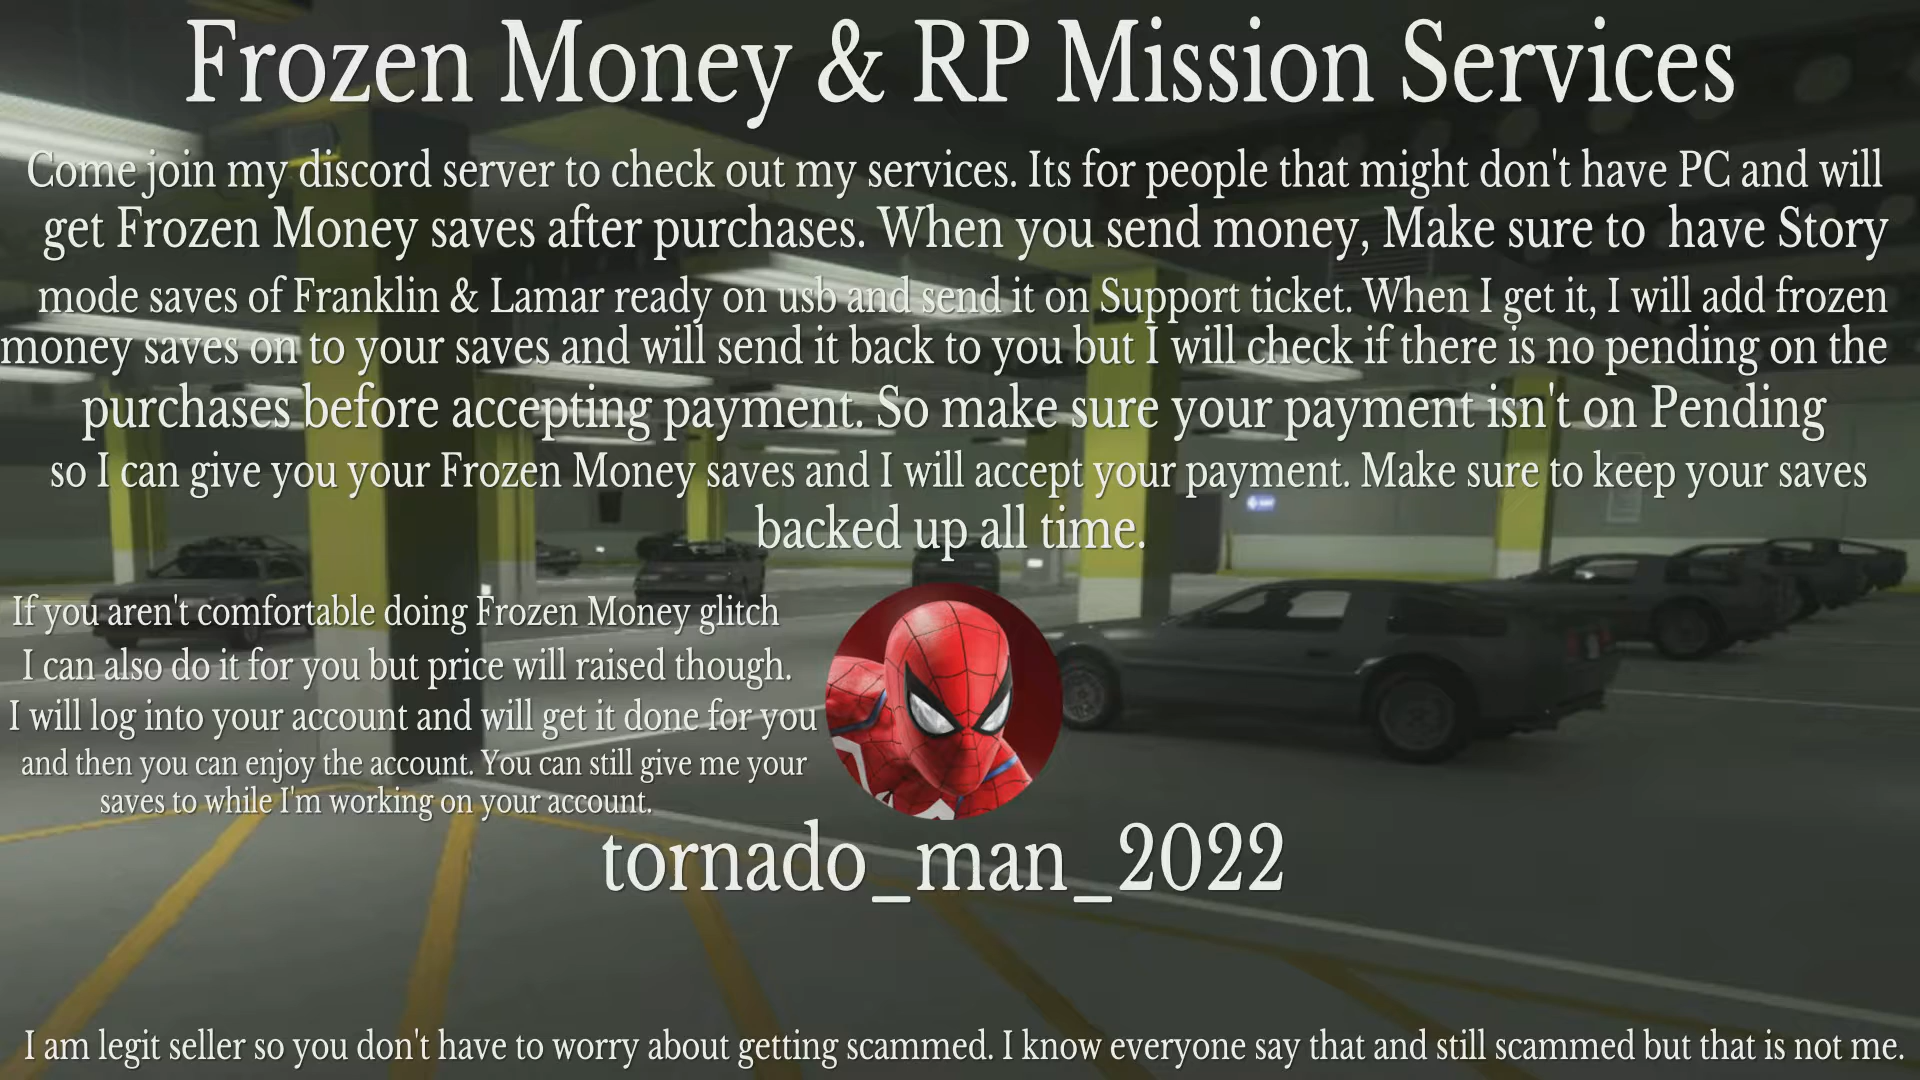 Frozen Money & RP Mission Services
Come join my discord server to check out my services. Its for people that might don't have PC and will
get Frozen Money saves after purchases. When you send money, Make sure to  have Story
mode saves of Franklin & Lamar ready on usb and send it on Support ticket. When I get it, I will add frozen
money saves on to your saves and will send it back to you but I will check if there is no pending on the
purchases before accepting payment. So make sure your payment isn't on Pending
so I can give you your Frozen Money saves and I will accept your payment. Make sure to keep your saves
backed up all time.
If you aren't comfortable doing Frozen Money glitch
I can also do it for you but price will raised though.
I will log into your account and will get it done for you
and then you can enjoy the account. You can still give me your
saves to while I'm working on your account.
tornado_man_2022
I am legit seller so you don't have to worry about getting scammed. I know everyone say that and still scammed but that is not me.